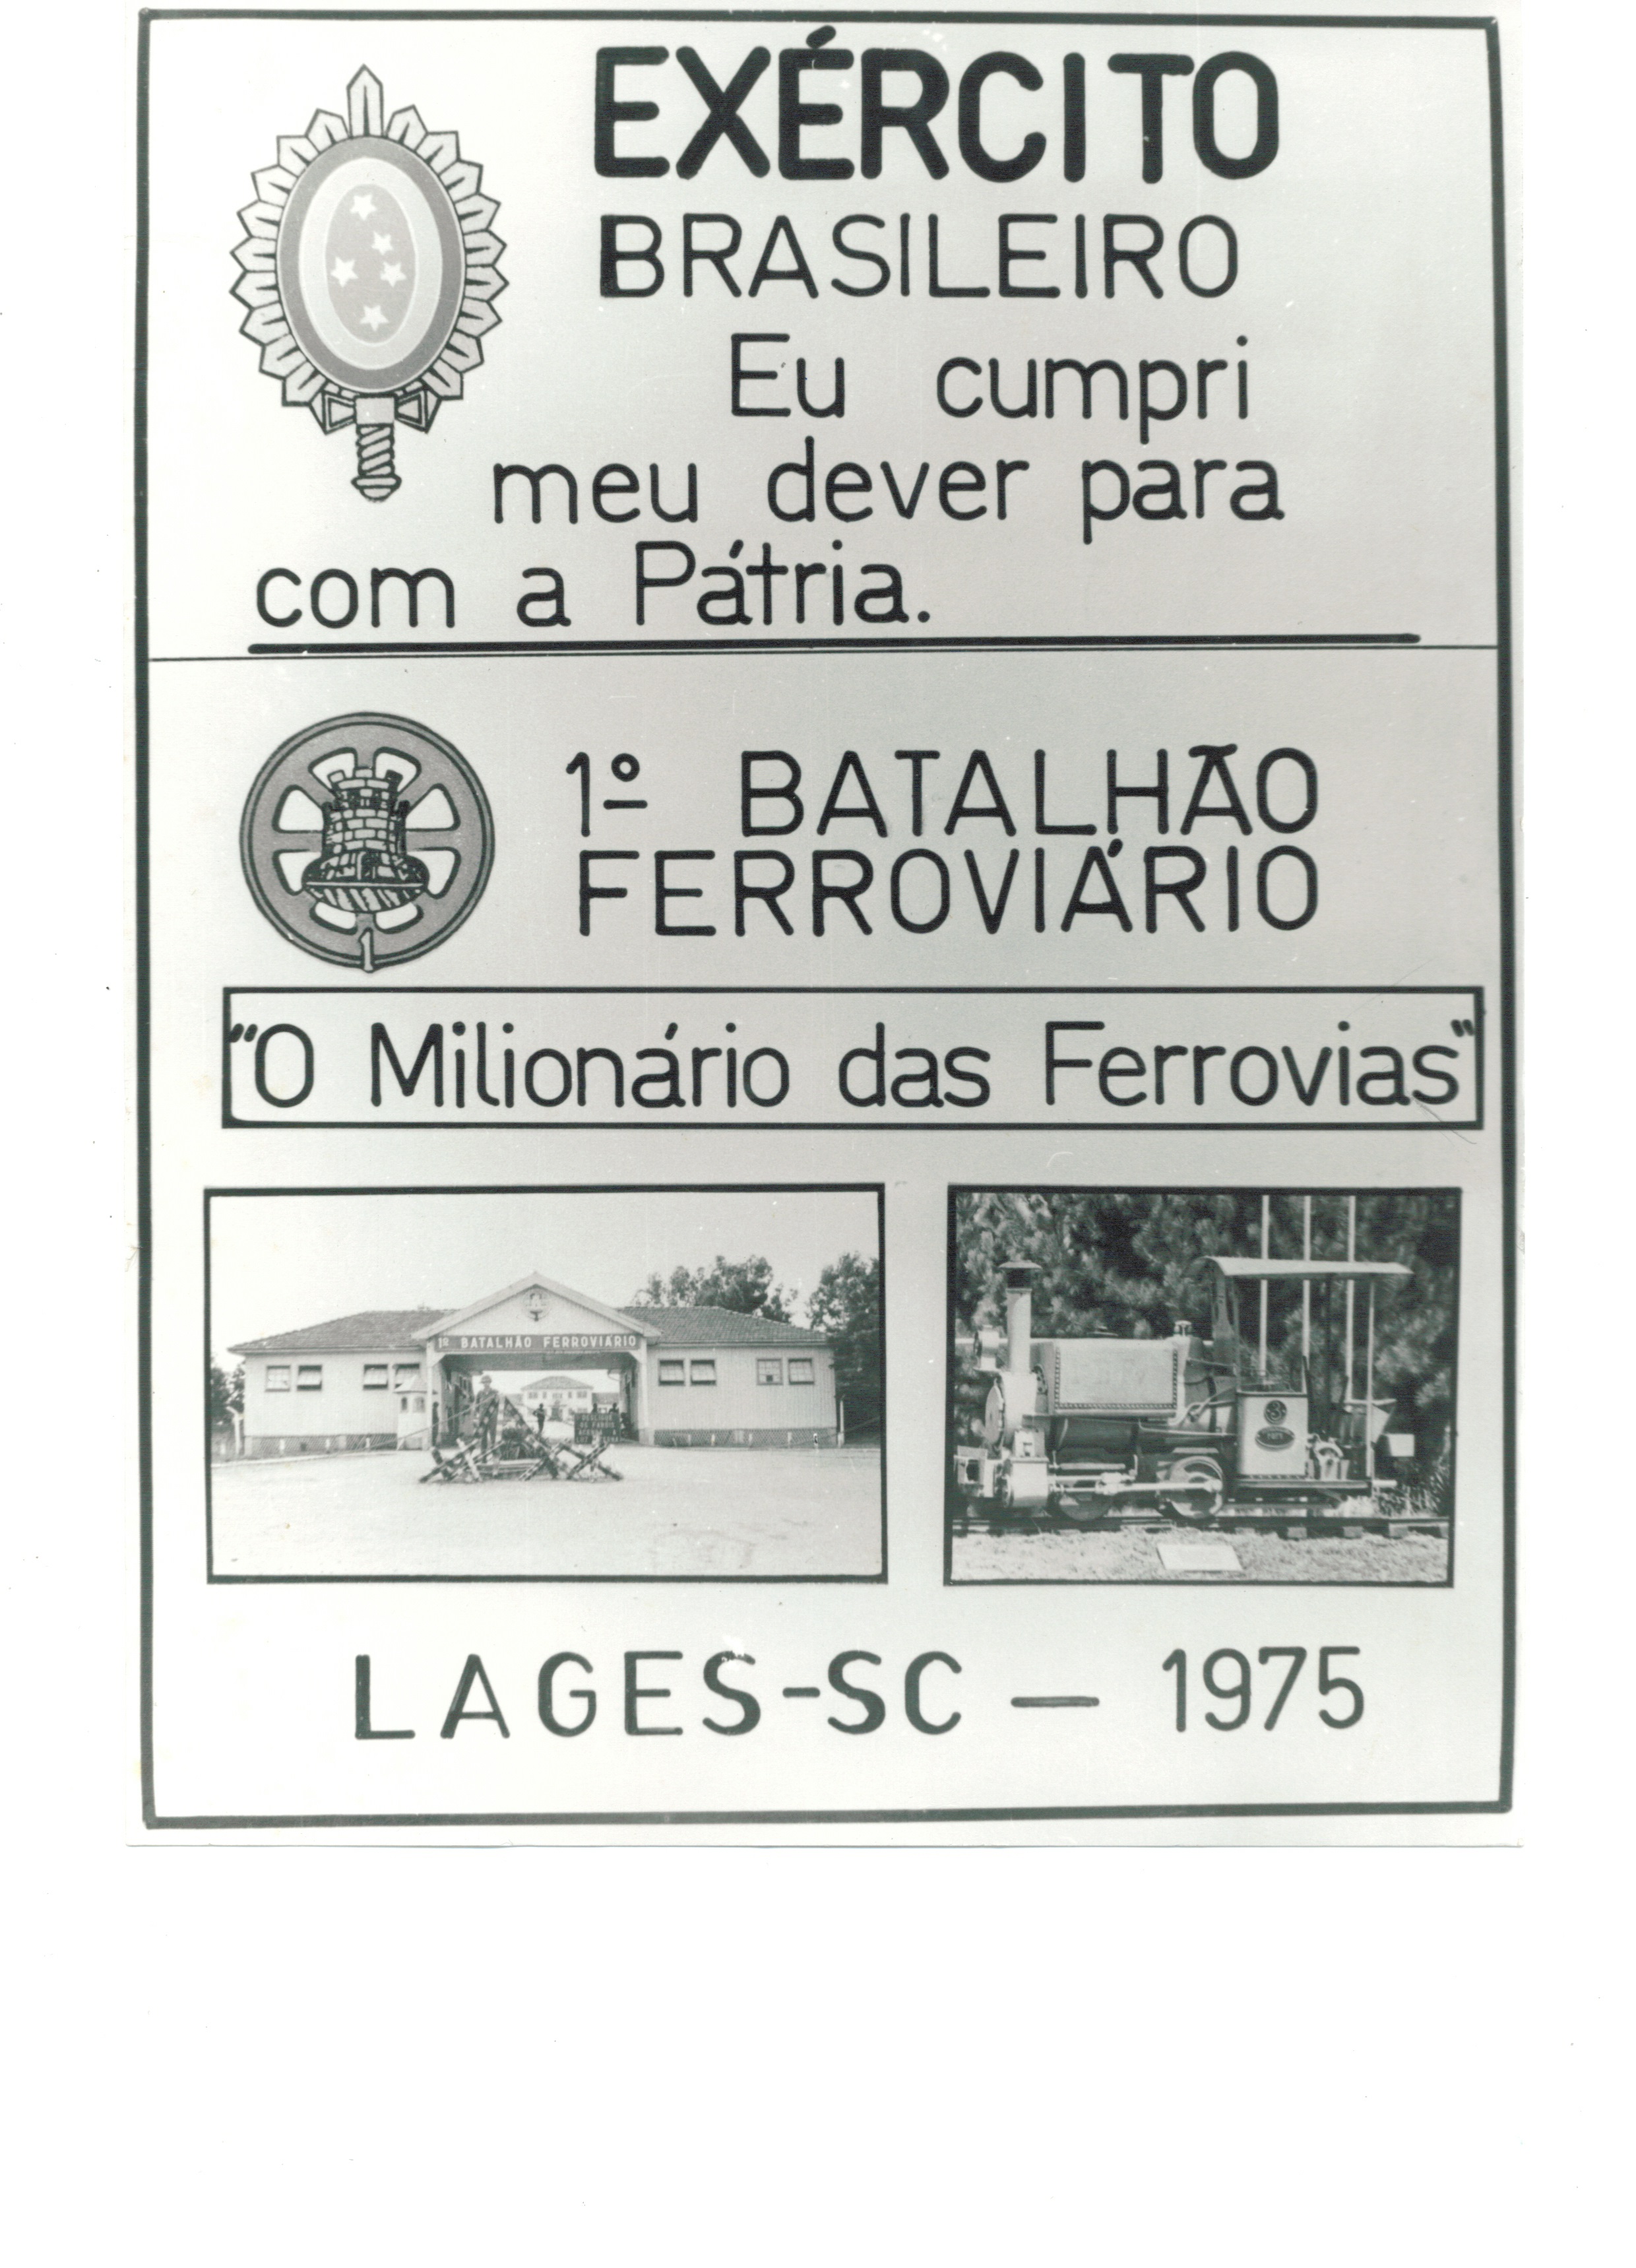 EXÉRCITO
BRASILEIRO
Eu cumpri
meu dever para
com a Pátria.
1
1º BATALHÃO
FERROVIÁRIO
"O Milionário das Ferrovias"
1º BATALHÃO FERROVIÁRIO
LAGES-SC — 1975